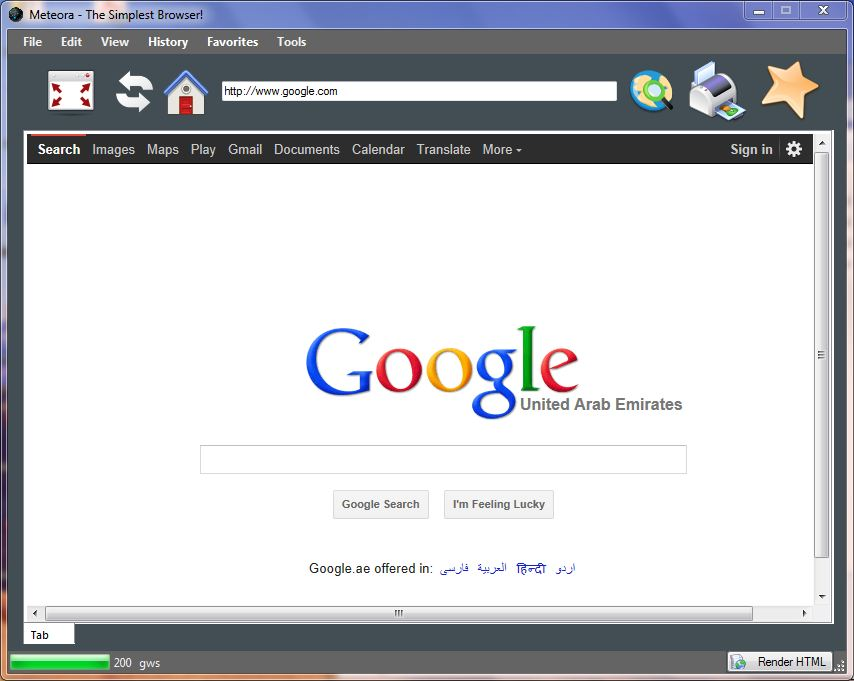 Meteora - The Simplest Browser!
File Edit View History Favorites Tools
http://www.google.com
Search Images Maps Play Gmail Documents Calendar Translate More Sign in
Google
United Arab Emirates
Google Search I'm Feeling Lucky
Google.ae offered in: فارسی العربية हिन्दी اردو
Tab
200 gws Render HTML